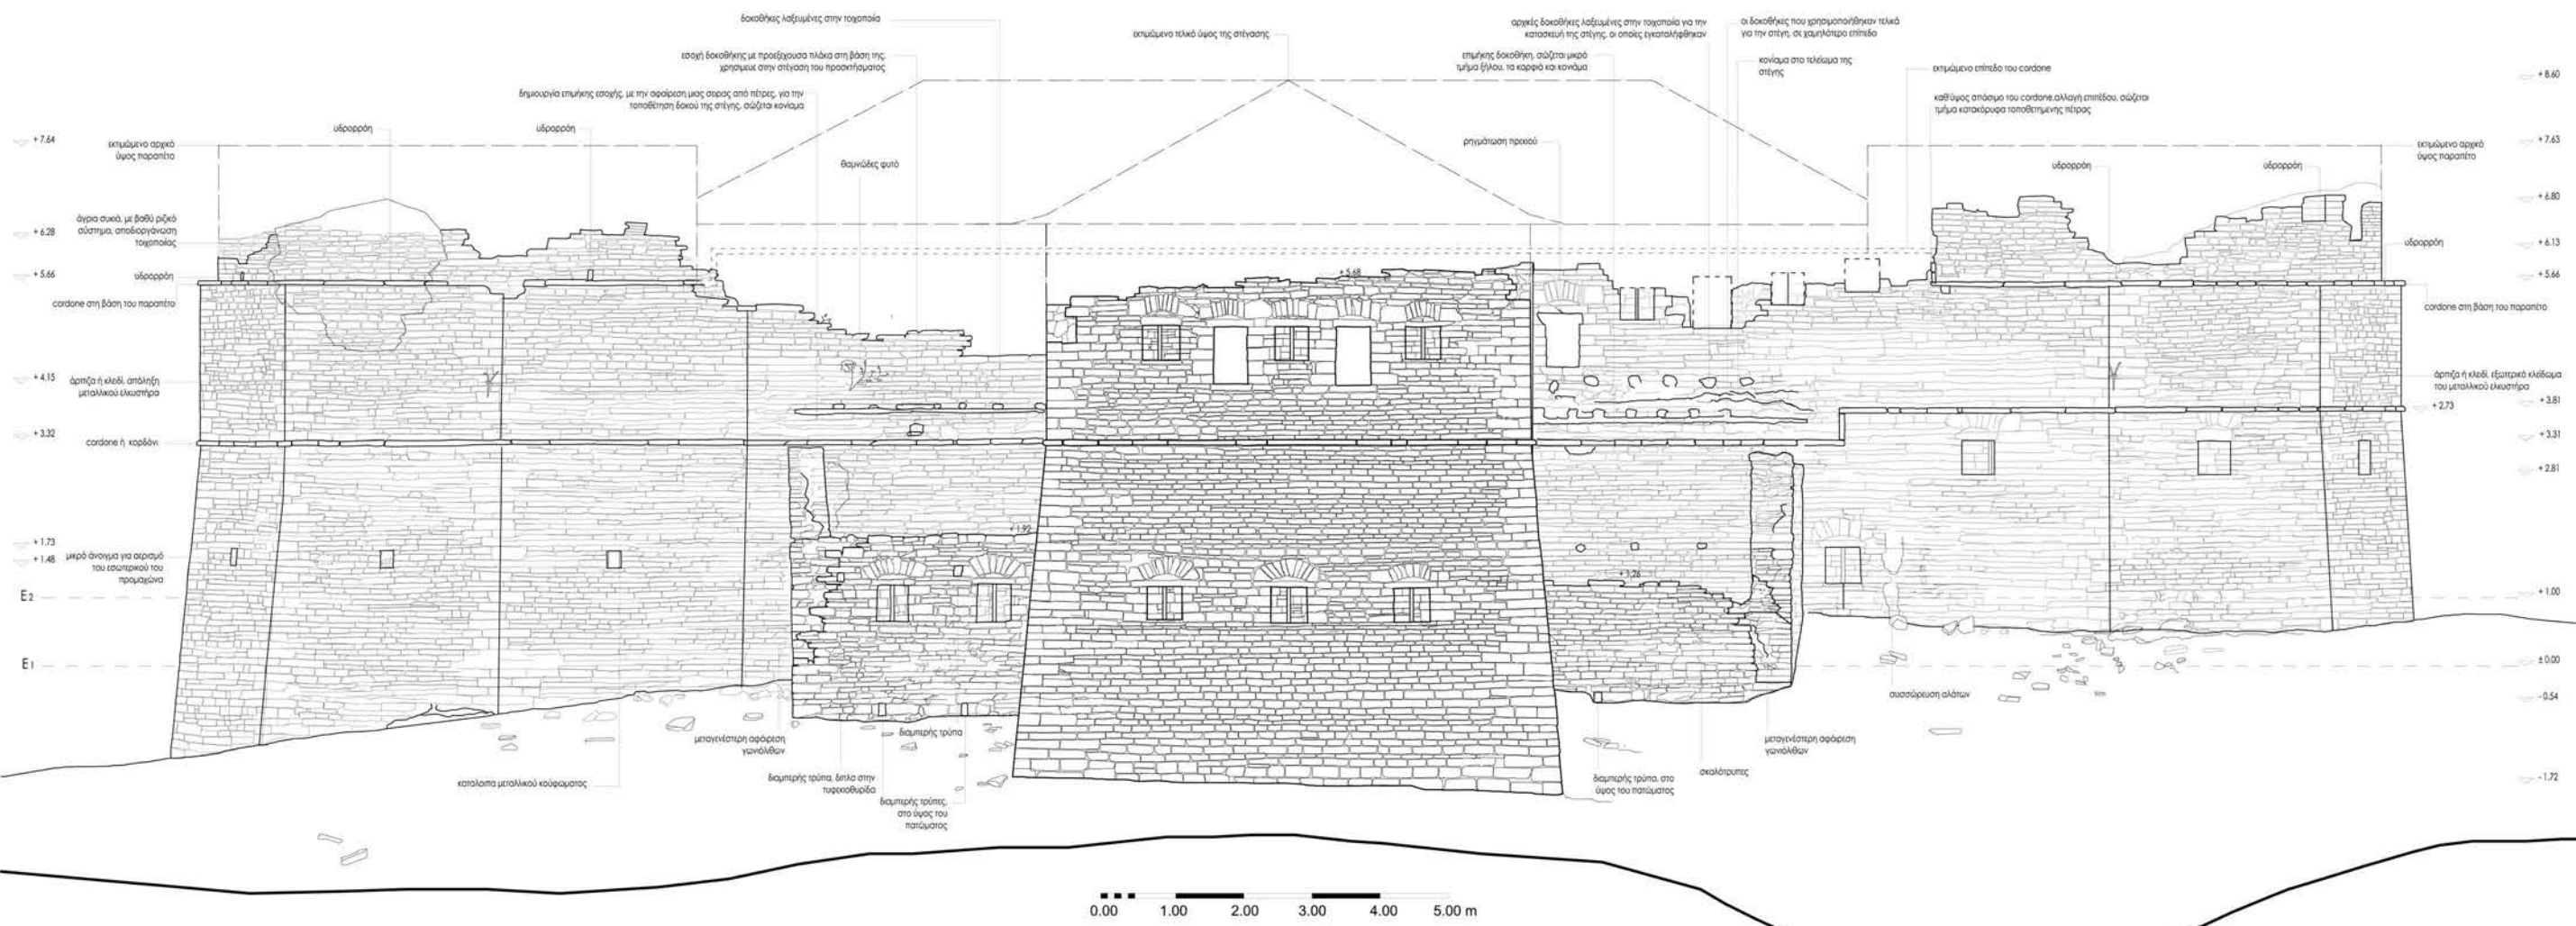 δοκοθήκες λαξευμένες στην τοιχοποιία
εσοχή δοκοθήκης με προεξέχουσα πλάκα στη βάση της,
χρησίμευε στην στέγαση του προσκτήσματος
δημιουργία επιμήκης εσοχής, με την αφαίρεση μιας σειράς από πέτρες, για την
τοποθέτηση δοκού της στέγης, σώζεται κονίαμα
εκτιμώμενο τελικό ύψος της στέγασης
αρχικές δοκοθήκες λαξευμένες στην τοιχοποιία για την
κατασκευή της στέγης, οι οποίες εγκαταλήφθηκαν
επιμήκης δοκοθήκη, σώζεται μικρό
τμήμα ξήλου, τα καρφιά και κονίαμα
οι δοκοθήκες που χρησιμοποιήθηκαν τελικά
για την στέγη, σε χαμηλότερο επίπεδο
κονίαμα στο τελείωμα της
στέγης
εκτιμώμενο επίπεδο του cordone
καθ'ύψος σπάσιμο του cordone,αλλαγή επιπέδου, σώζεται
τμήμα κατακόρυφα τοποθετημένης πέτρας
+ 8.60
+ 7.64
εκτιμώμενο αρχικό
ύψος παραπέτο
υδρορρόη
υδρορρόη
θαμνώδες φυτό
ρηγμάτωση πρεκιού
υδρορρόη
υδρορρόη
εκτιμώμενο αρχικό
ύψος παραπέτο
+ 7.63
+ 6.80
άγρια συκιά, με βαθύ ριζικό
σύστημα, αποδιοργάνωση
τοιχοποιίας
+ 6.28
υδρορρόη
+ 6.13
+ 5.66
υδρορρόη
+ 5.68
+ 5.66
cordone στη βάση του παραπέτο
cordone στη βάση του παραπέτο
+ 4.15
άρπιζα ή κλειδί, απόληξη
μεταλλικού ελκυστήρα
άρπιζα ή κλειδί, εξωτερικό κλείδωμα
του μεταλλικού ελκυστήρα
+ 3.81
+ 2.73
+ 3.32
cordone ή κορδόνι
+ 3.31
+ 2.81
+ 1.92
+ 1.73
+ 1.48
μικρό άνοιγμα για αερισμό
του εσωτερικού του
προμαχώνα
+ 1.26
E2
+ 1.00
E1
± 0.00
- 0.54
συσσώρευση αλάτων
μεταγενέστερη αφαίρεση
γωνιόλιθων
διαμπερής τρύπα
μεταγενέστερη αφαίρεση
γωνιόλιθων
κατάλοιπα μεταλλικού κούφωματος
διαμπερής τρύπα, δίπλα στην
τυφεκιοθυρίδα
διαμπερής τρύπες,
στο ύψος του
πατώματος
διαμπερής τρύπα, στο
ύψος του πατώματος
σκαλότρυπες
- 1.72
0.00 1.00 2.00 3.00 4.00 5.00 m